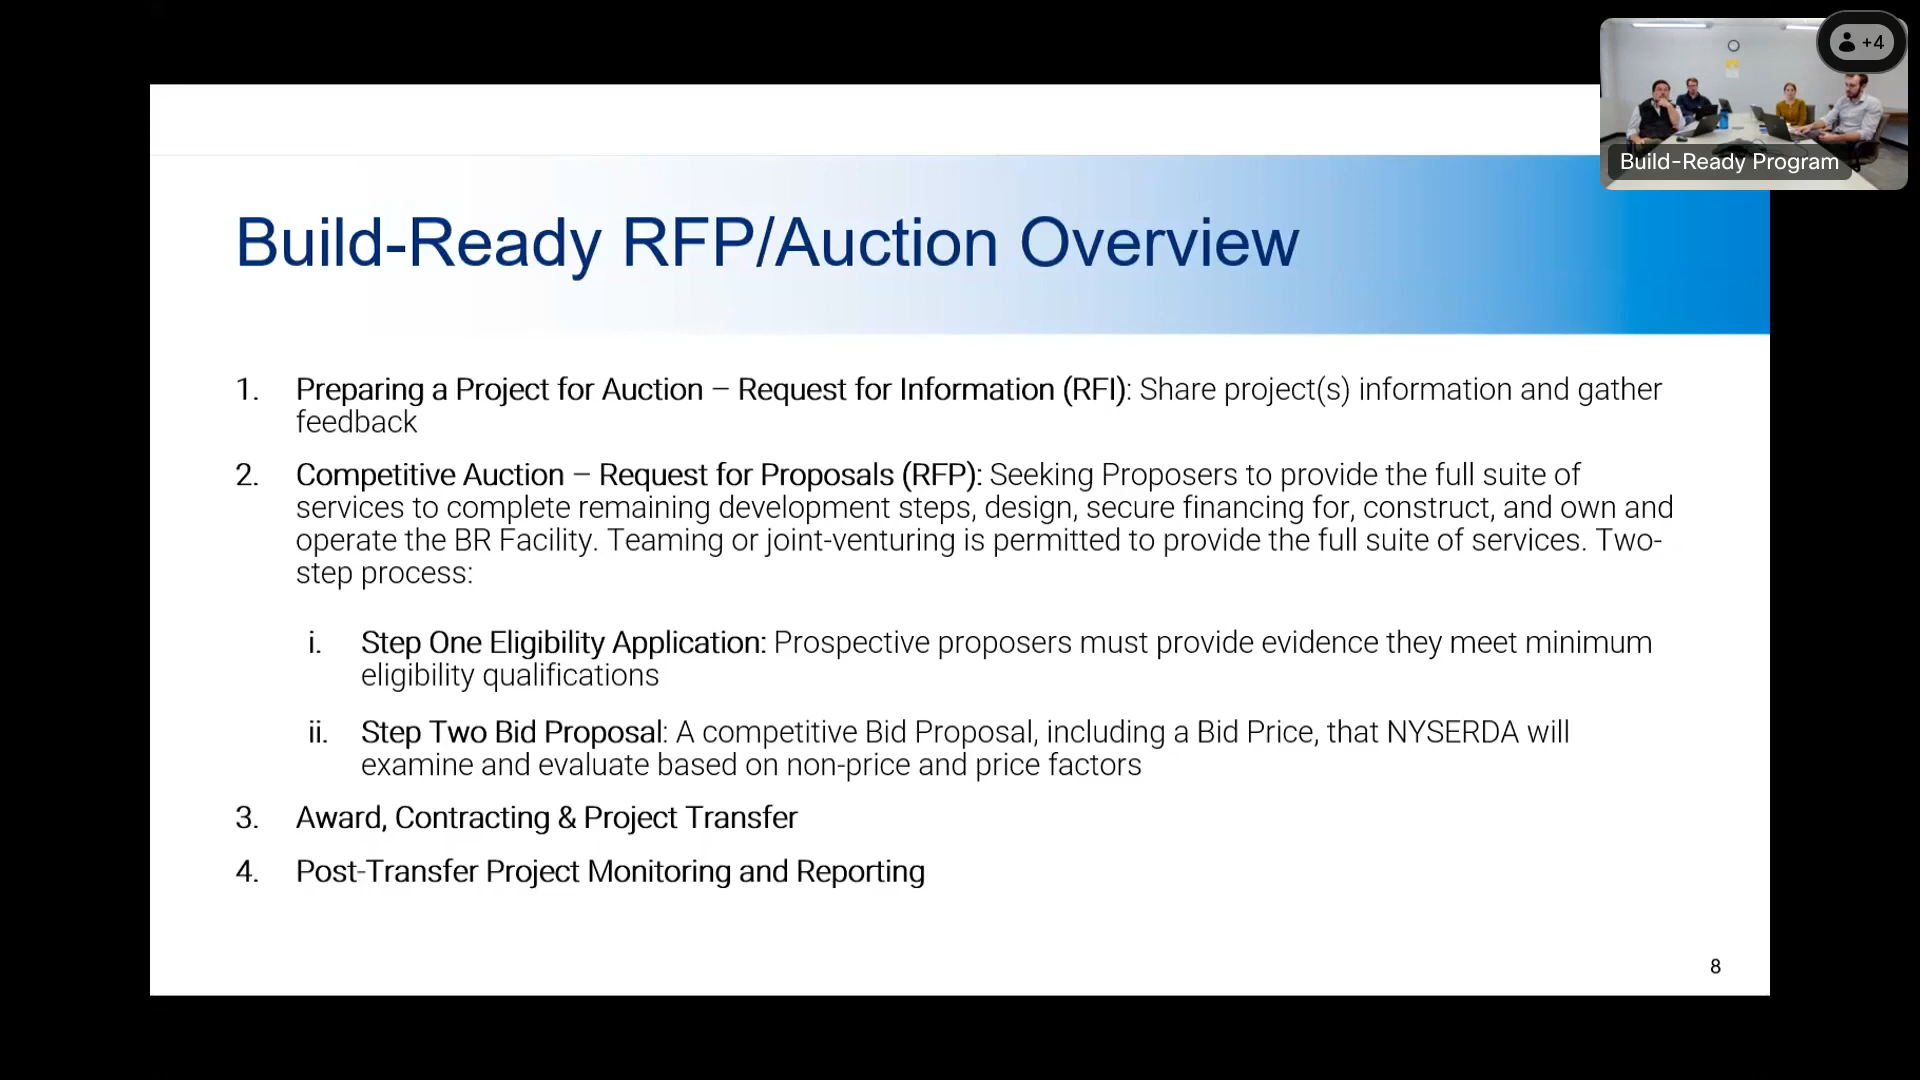 +4
Build-Ready Program
Build-Ready RFP/Auction Overview
1. Preparing a Project for Auction – Request for Information (RFI): Share project(s) information and gather
feedback
2. Competitive Auction – Request for Proposals (RFP): Seeking Proposers to provide the full suite of
services to complete remaining development steps, design, secure financing for, construct, and own and
operate the BR Facility. Teaming or joint-venturing is permitted to provide the full suite of services. Two-
step process:
i. Step One Eligibility Application: Prospective proposers must provide evidence they meet minimum
eligibility qualifications
ii. Step Two Bid Proposal: A competitive Bid Proposal, including a Bid Price, that NYSERDA will
examine and evaluate based on non-price and price factors
3. Award, Contracting & Project Transfer
4. Post-Transfer Project Monitoring and Reporting
8